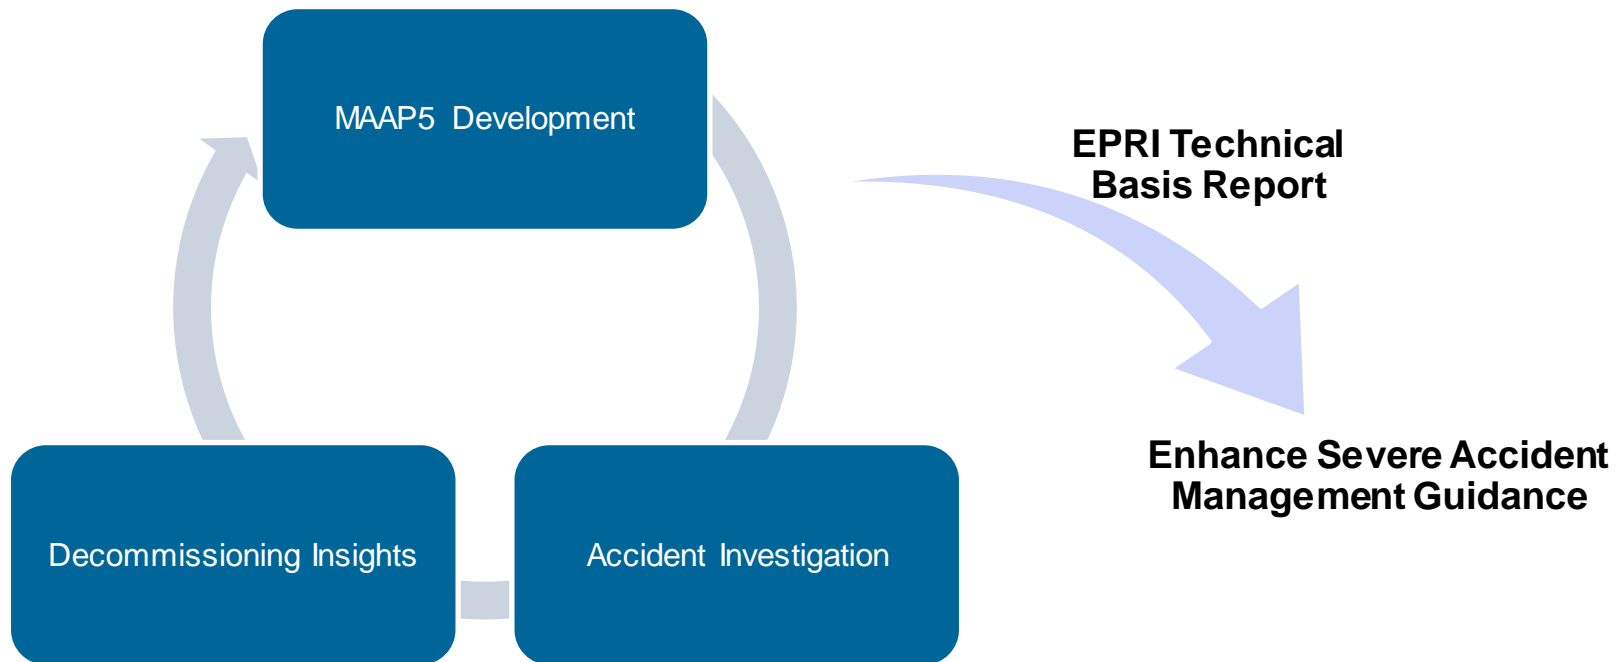 MAAP5 Development
EPRI Technical
Basis Report
Enhance Severe Accident
Management Guidance
Decommissioning Insights
Accident Investigation